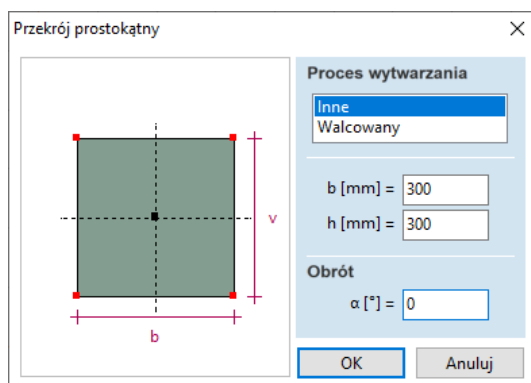 Przekrój prostokątny
Proces wytwarzania
Inne
Walcowany
b [mm] = 300
h [mm] = 300
Obrót
α [°] = 0
v
b
OK Anuluj